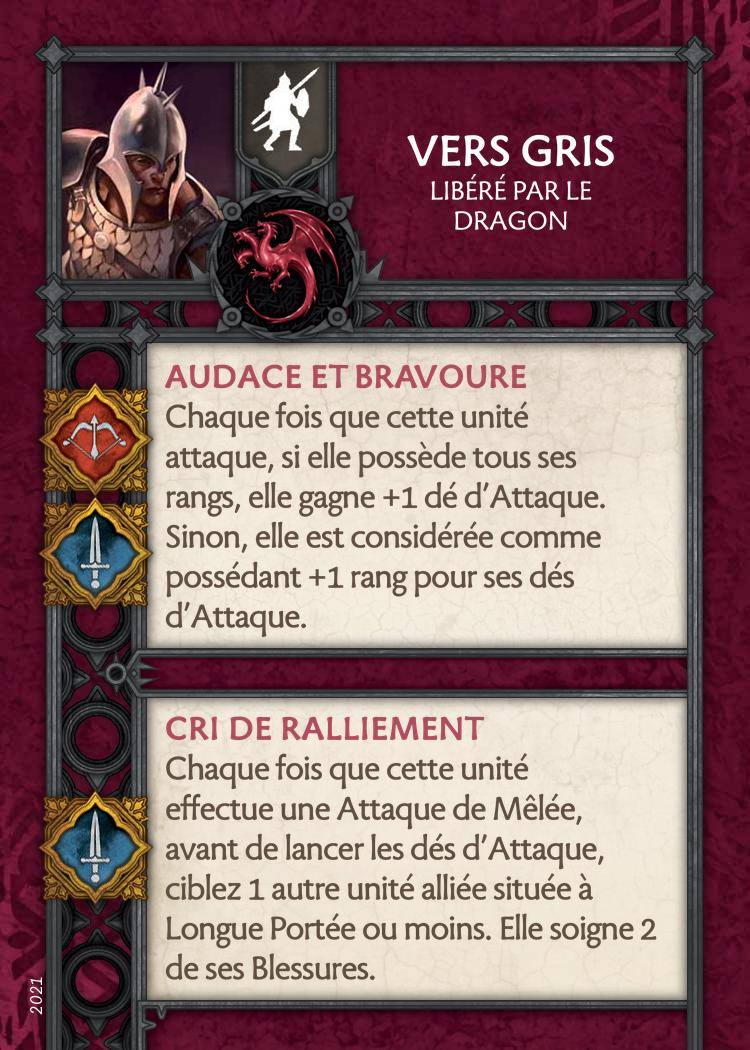 VERS GRIS
LIBÉRÉ PAR LE
DRAGON
AUDACE ET BRAVOURE
Chaque fois que cette unité
attaque, si elle possède tous ses
rangs, elle gagne +1 dé d'Attaque.
Sinon, elle est considérée comme
possédant +1 rang pour ses dés
d'Attaque.
CRI DE RALLIEMENT
Chaque fois que cette unité
effectue une Attaque de Mêlée,
avant de lancer les dés d'Attaque,
ciblez 1 autre unité alliée située à
Longue Portée ou moins. Elle soigne 2
de ses Blessures.
2021